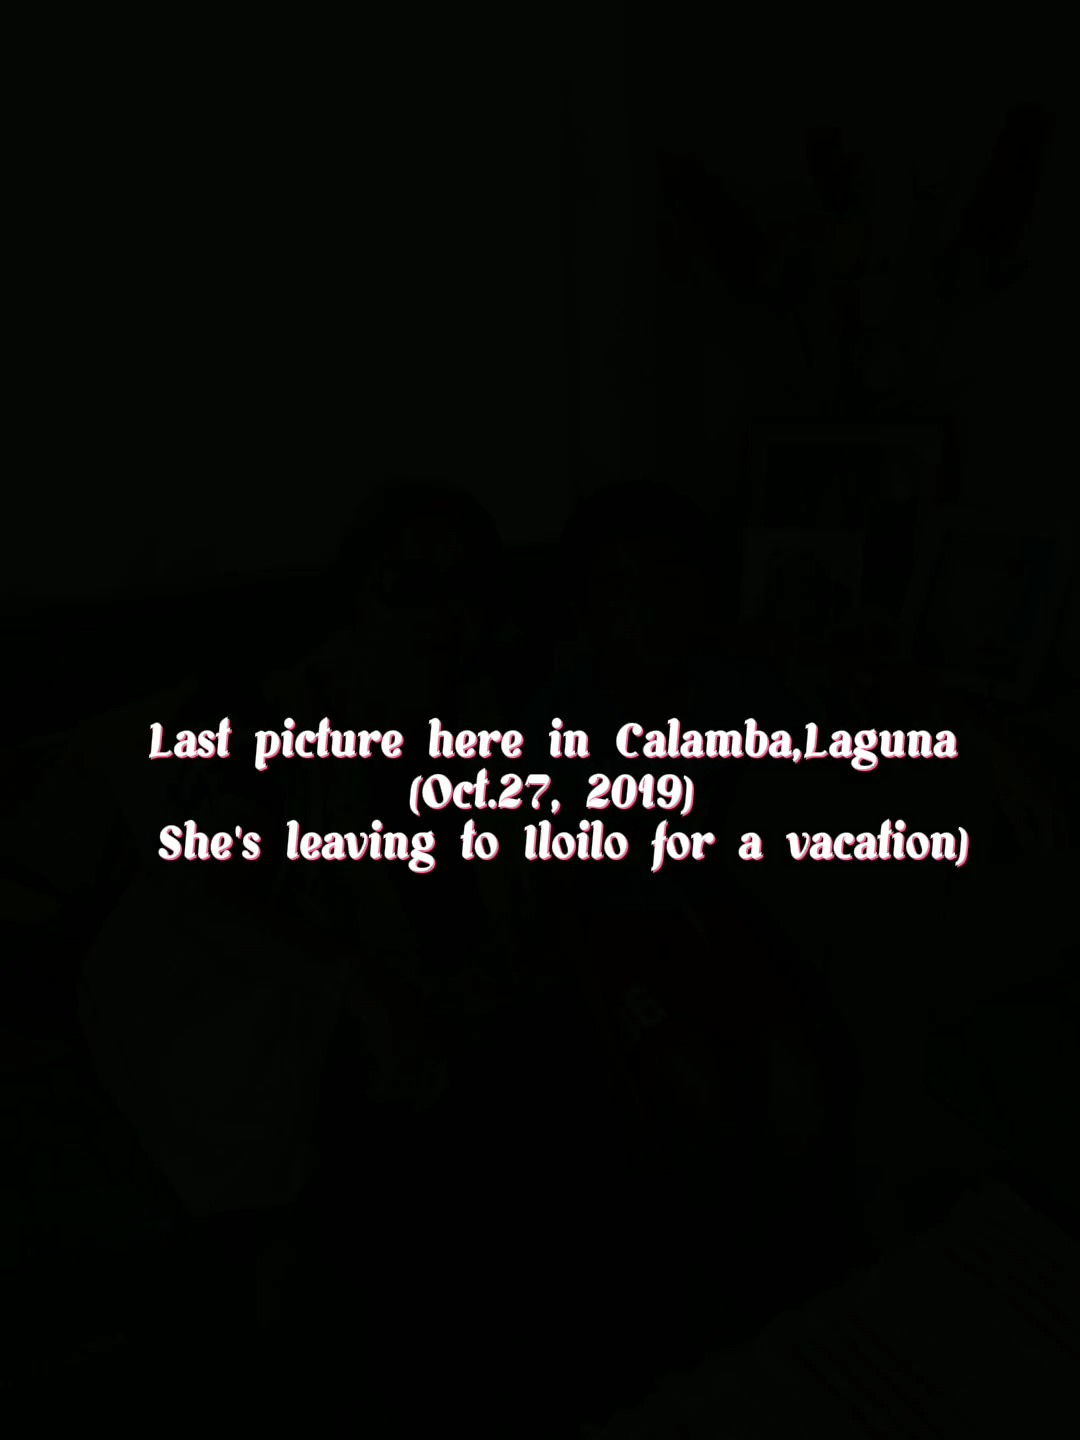 Last picture here in Calamba,Laguna
(Oct.27, 2019)
She's leaving to Iloilo for a vacation)